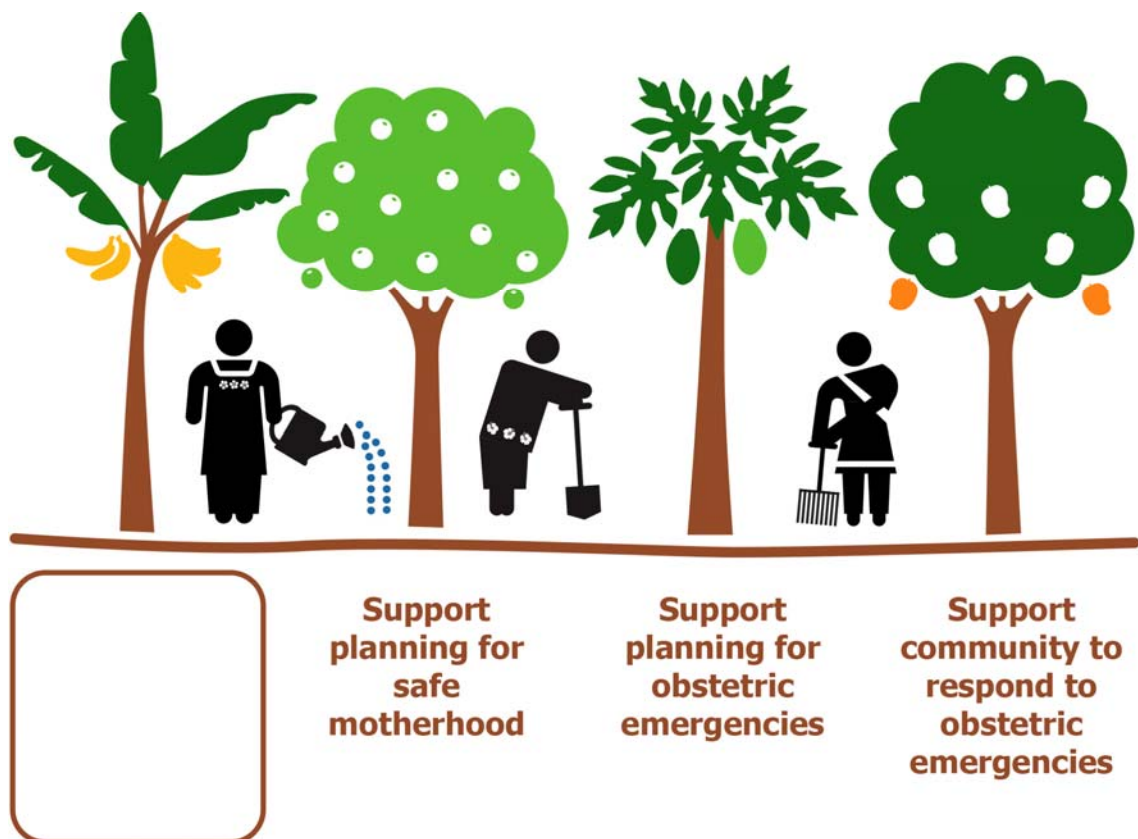 Support
planning for
safe
motherhood
Support
planning for
obstetric
emergencies
Support
community to
respond to
obstetric
emergencies